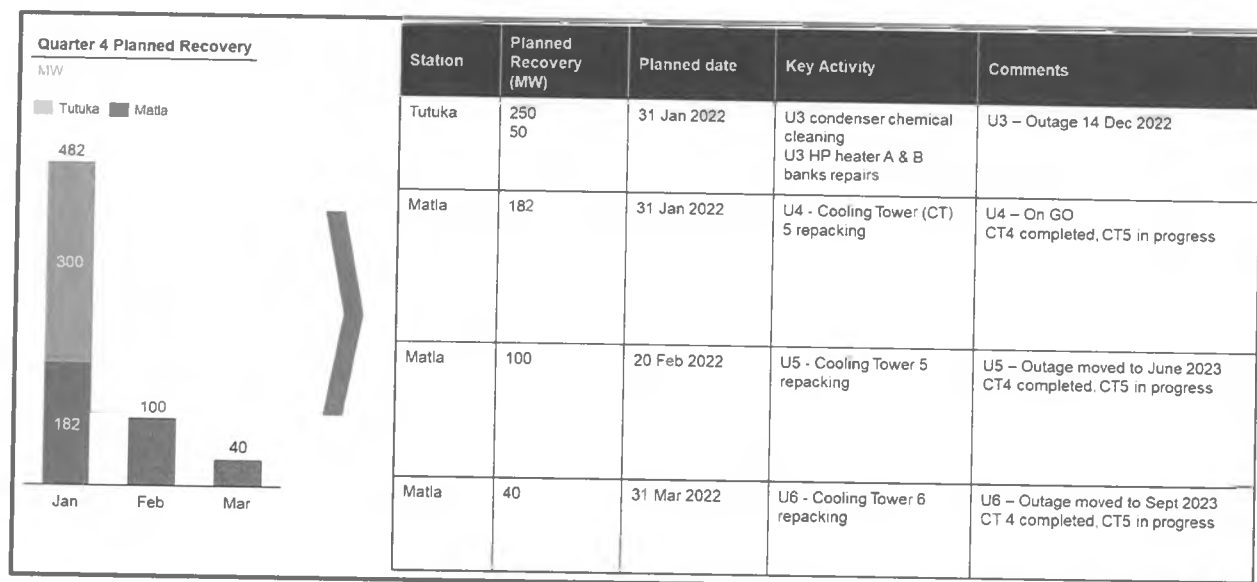 Quarter 4 Planned Recovery
MW
Tutuka Matla
482
300
182
100
40
Jan Feb Mar
Station Planned Recovery (MW) Planned date Key Activity Comments
Tutuka
250
50
31 Jan 2022
U3 condenser chemical
cleaning
U3 HP heater A & B
banks repairs
U3 – Outage 14 Dec 2022
Matla
182
31 Jan 2022
U4 - Cooling Tower (CT)
5 repacking
U4 – On GO
CT4 completed, CT5 in progress
Matla
100
20 Feb 2022
U5 - Cooling Tower 5
repacking
U5 – Outage moved to June 2023
CT4 completed, CT5 in progress
Matla
40
31 Mar 2022
U6 - Cooling Tower 6
repacking
U6 – Outage moved to Sept 2023
CT 4 completed, CT5 in progress